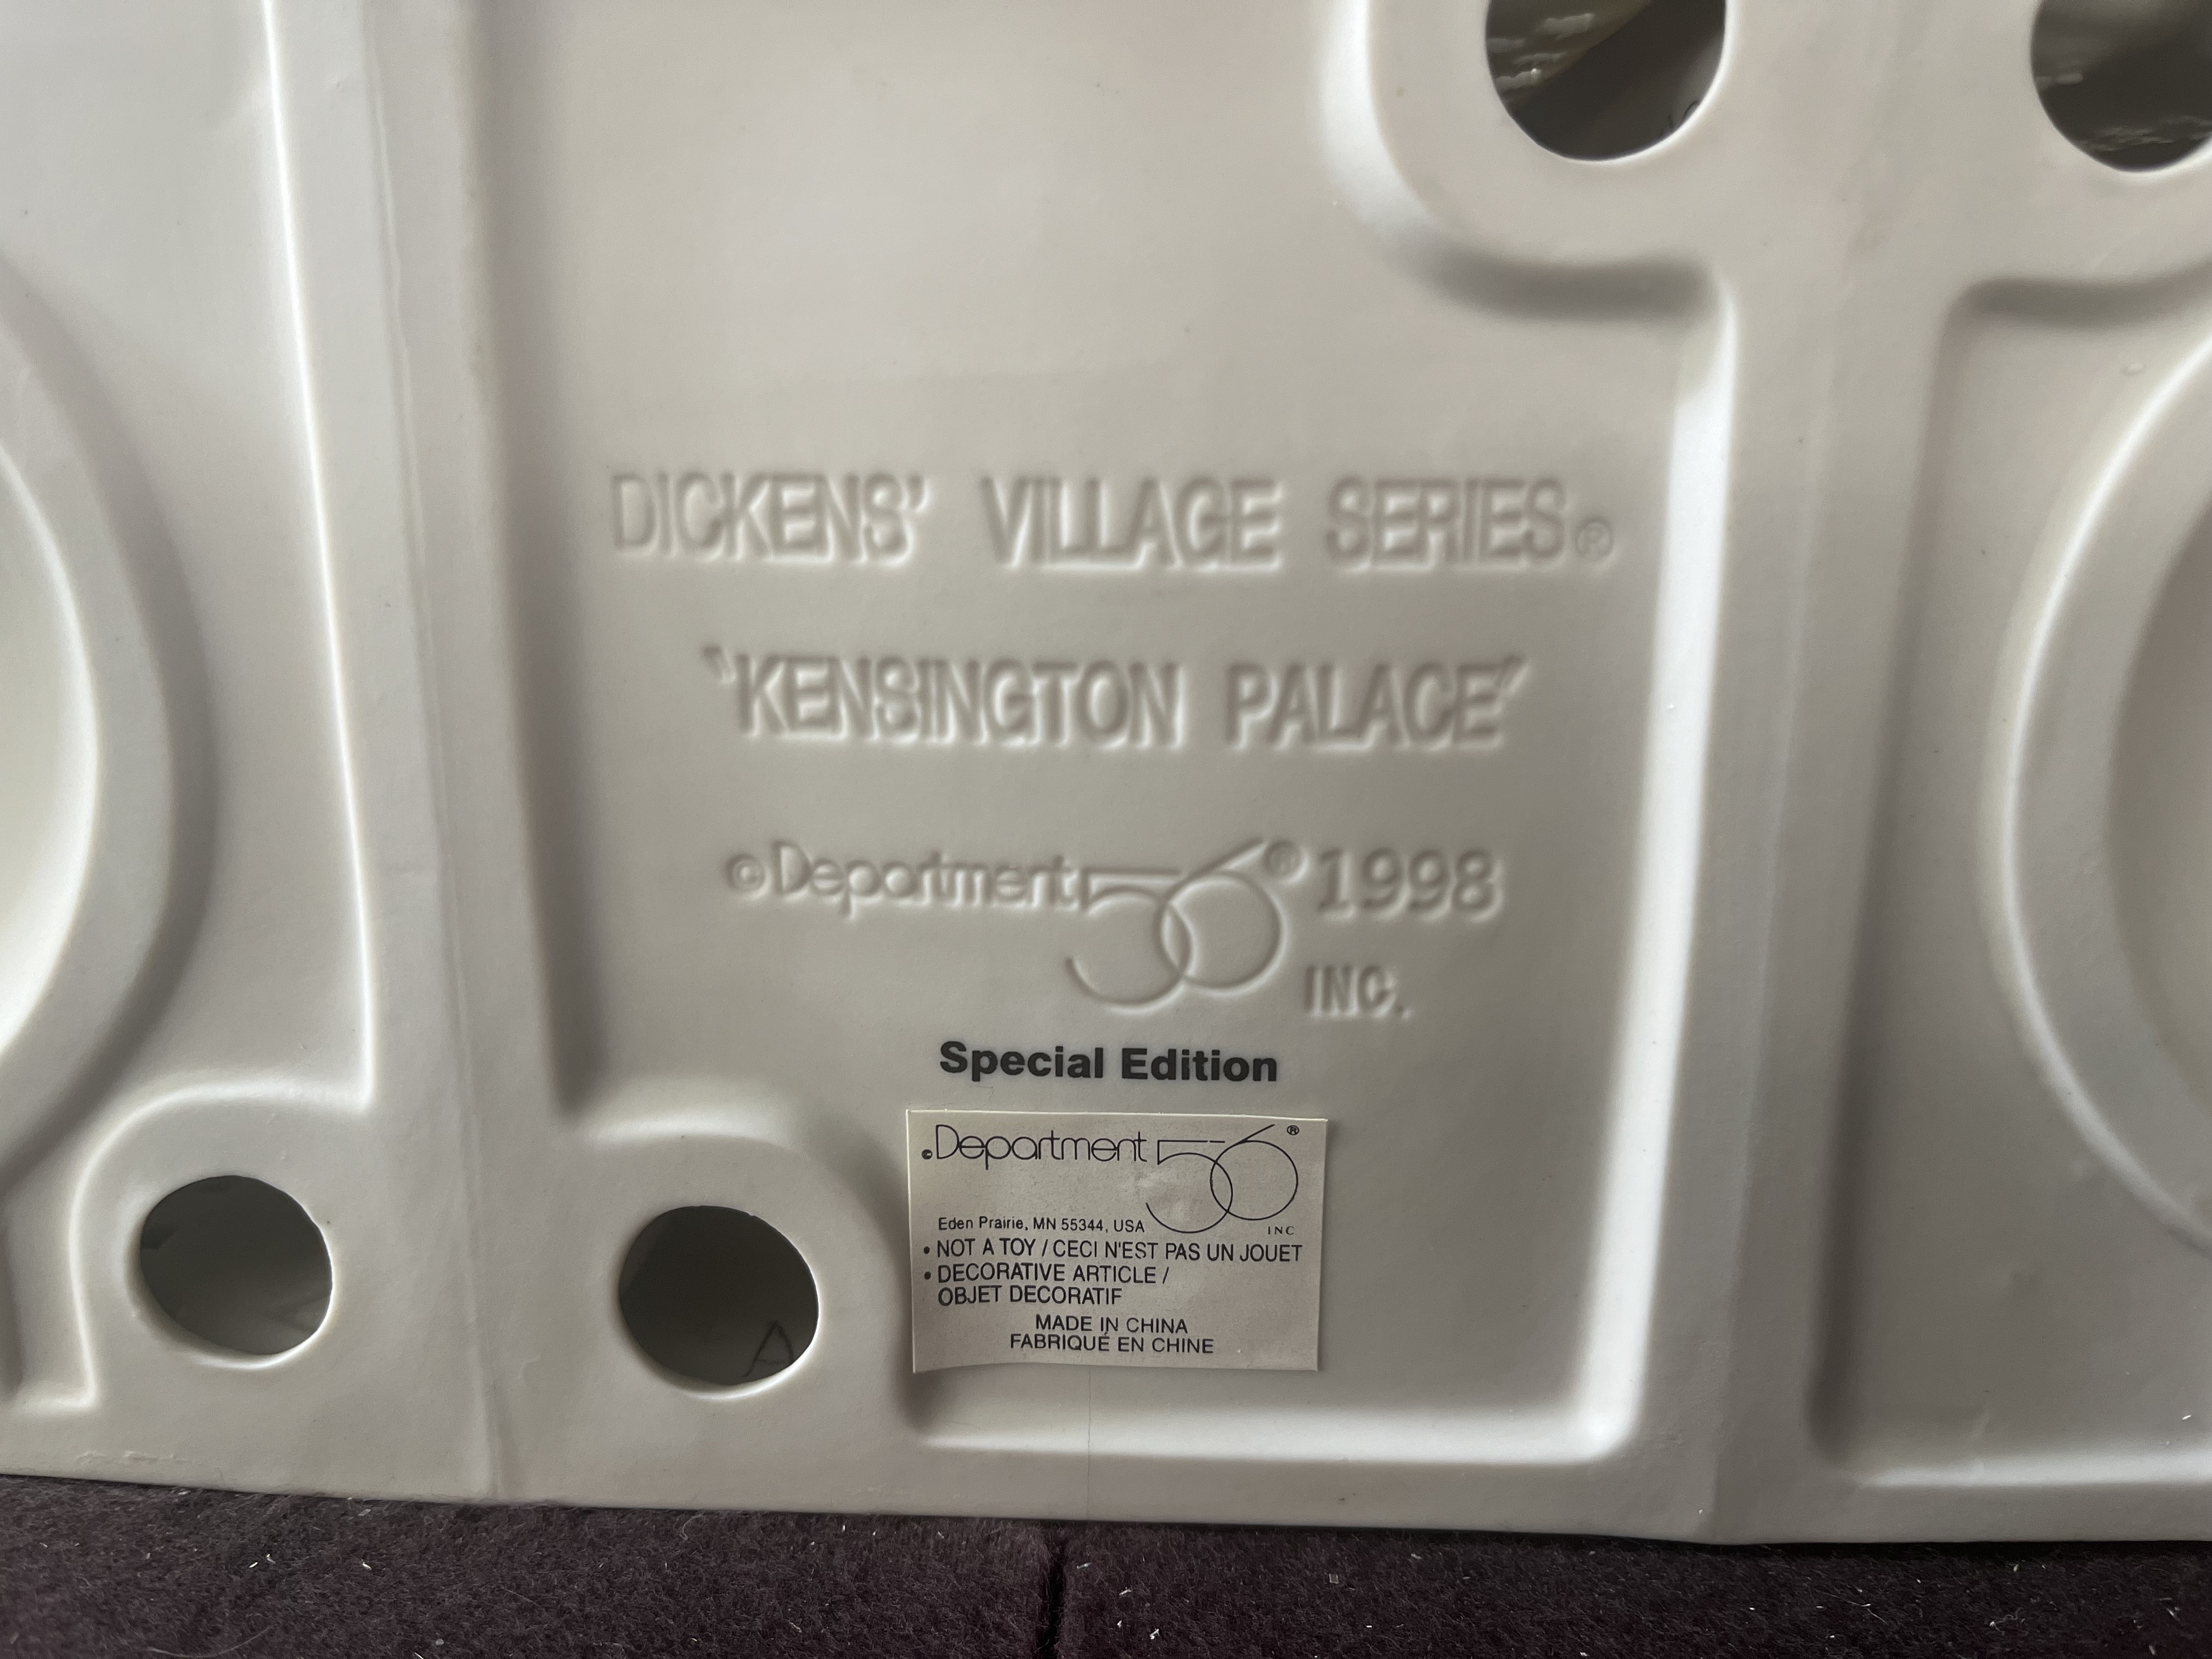 DICKENS' VILLAGE SERIES®
"KENSINGTON PALACE"
©Department 56® 1998
INC.
Special Edition
©Department 56®
Eden Prairie, MN 55344, USA
INC
• NOT A TOY / CECI N'EST PAS UN JOUET
• DECORATIVE ARTICLE /
OBJET DECORATIF
MADE IN CHINA
FABRIQUÉ EN CHINE
A